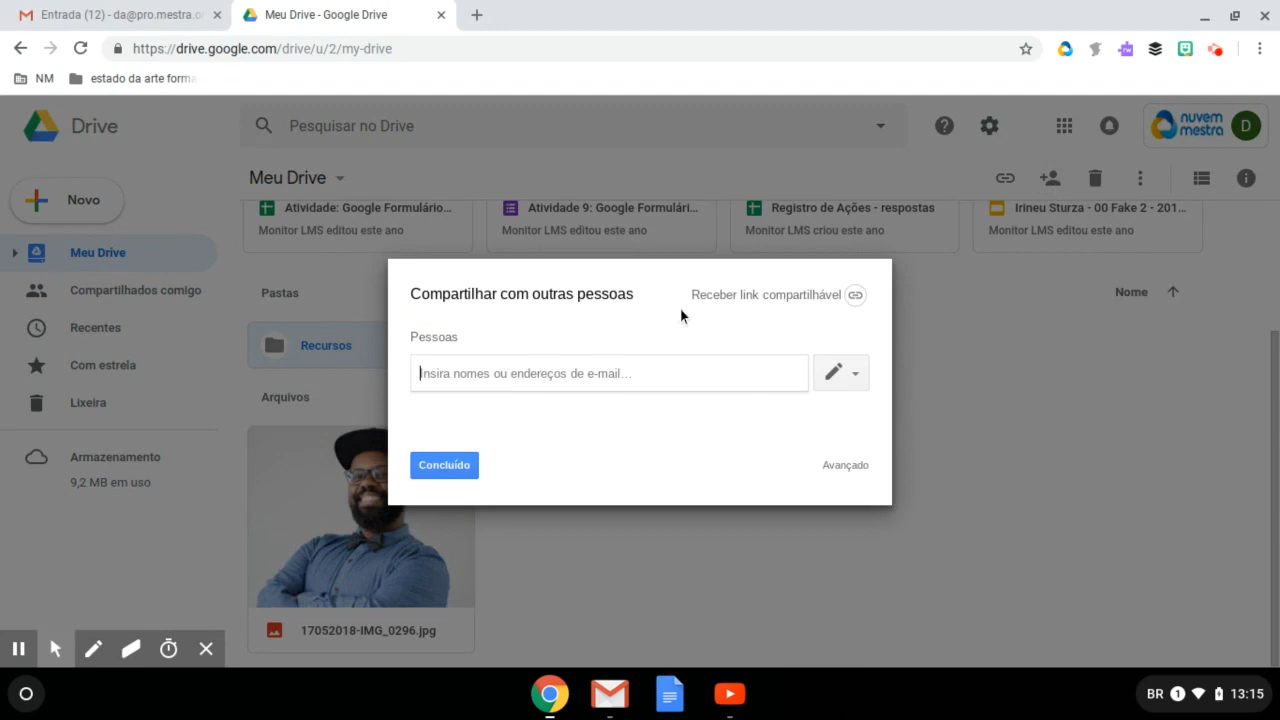 Entrada (12) - da@pro.mestra.o
Meu Drive - Google Drive
https://drive.google.com/drive/u/2/my-drive
rw
NM
estado da arte forma
Drive
Pesquisar no Drive
nuvem
mestra
D
Meu Drive
Novo
Atividade: Google Formulário...
Monitor LMS editou este ano
Atividade 9: Google Formulári...
Monitor LMS editou este ano
Registro de Ações - respostas
Monitor LMS criou este ano
Irineu Sturza - 00 Fake 2 - 201...
Monitor LMS editou este ano
Meu Drive
Compartilhados comigo
Recentes
Com estrela
Lixeira
Armazenamento
9,2 MB em uso
Pastas
Nome
Recursos
Arquivos
17052018-IMG_0296.jpg
Compartilhar com outras pessoas
Receber link compartilhável
Pessoas
Insira nomes ou endereços de e-mail...
Concluído
Avançado
BR 1 13:15